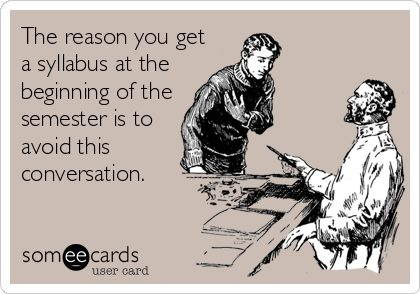 The reason you get
a syllabus at the
beginning of the
semester is to
avoid this
conversation.
someecards
user card